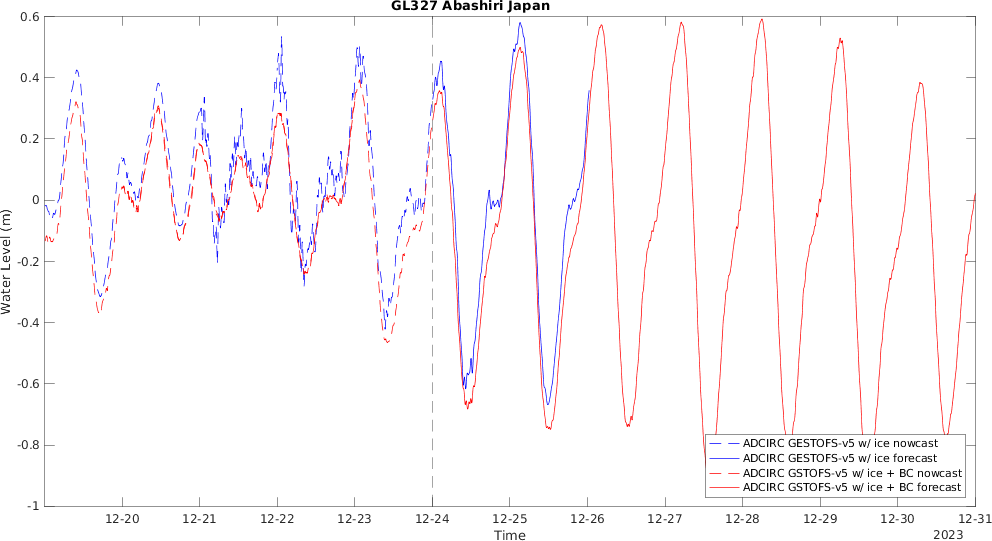 GL327 Abashiri Japan
0.6
0.4
0.2
0
-0.2
-0.4
-0.6
-0.8
-1
Water Level (m)
ADCIRC GESTOFS-v5 w/ ice nowcast
ADCIRC GESTOFS-v5 w/ ice forecast
ADCIRC GSTOFS-v5 w/ ice + BC nowcast
ADCIRC GSTOFS-v5 w/ ice + BC forecast
12-20 12-21 12-22 12-23 12-24 12-25 12-26 12-27 12-28 12-29 12-30 12-31
Time
2023